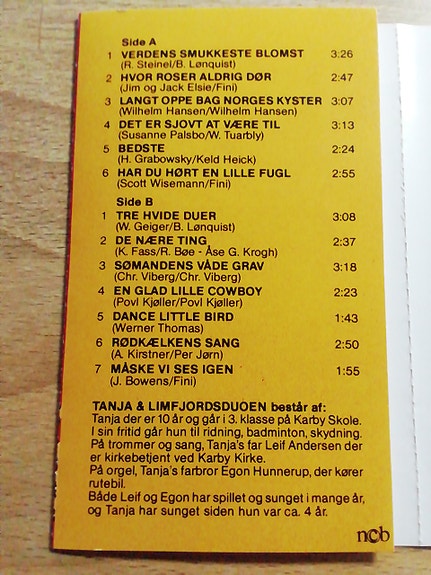 Side A
1 VERDENS SMUKKESTE BLOMST 3:26
(R. Steinel/B. Lønquist)
2 HVOR ROSER ALDRIG DØR 2:47
(Jim og Jack Elsie/Fini)
3 LANGT OPPE BAG NORGES KYSTER 3:07
(Wilhelm Hansen/Wilhelm Hansen)
4 DET ER SJOVT AT VÆRE TIL 3:13
(Susanne Palsbo/W. Tuarbly)
5 BEDSTE 2:24
(H. Grabowsky/Keld Heick)
6 HAR DU HØRT EN LILLE FUGL 2:55
(Scott Wisemann/Fini)
Side B
1 TRE HVIDE DUER 3:08
(W. Geiger/B. Lønquist)
2 DE NÆRE TING 2:37
(K. Fass/R. Bøe - Åse G. Krogh)
3 SØMANDENS VÅDE GRAV 3:18
(Chr. Viberg/Chr. Viberg)
4 EN GLAD LILLE COWBOY 2:23
(Povl Kjøller/Povl Kjøller)
5 DANCE LITTLE BIRD 1:43
(Werner Thomas)
6 RØDKÆLKENS SANG 2:50
(A. Kirstner/Per Jørn)
7 MÅSKE VI SES IGEN 1:55
(J. Bowens/Fini)
TANJA & LIMFJORDSDUOEN består af:
Tanja der er 10 år og går i 3. klasse på Karby Skole.
I sin fritid går hun til ridning, badminton, skydning.
På trommer og sang, Tanja's far Leif Andersen der
er kirkebetjent ved Karby Kirke.
På orgel, Tanja's farbror Egon Hunnerup, der kører
rutebil.
Både Leif og Egon har spillet og sunget i mange år,
og Tanja har sunget siden hun var ca. 4 år.
ncb